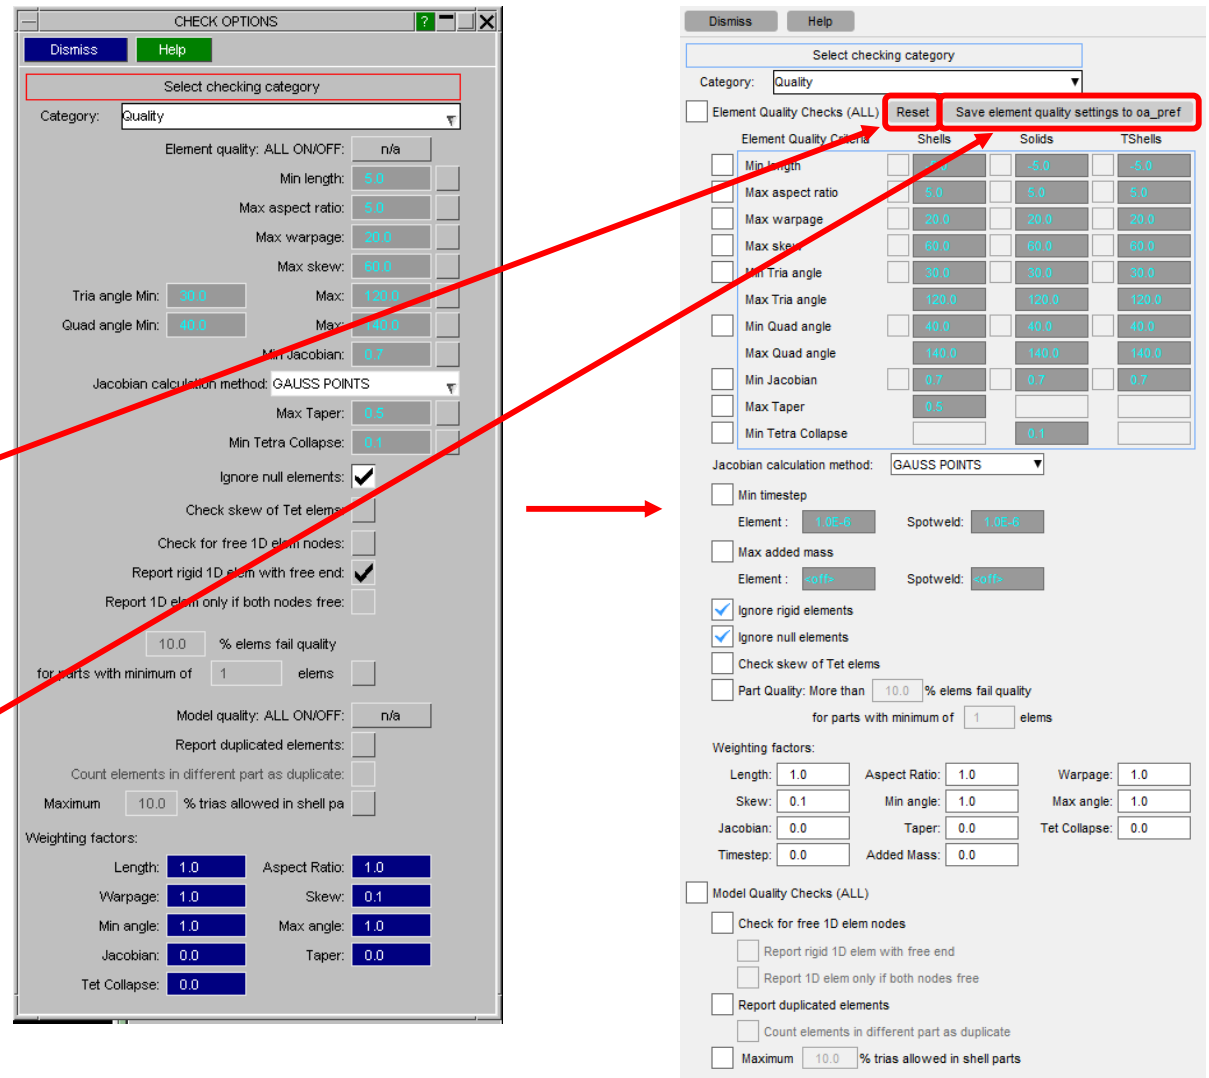 CHECK OPTIONS ?
Dismiss Help
Select checking category
Category: Quality
Element quality: ALL ON/OFF: n/a
Min length: 5.0
Max aspect ratio: 5.0
Max warpage: 20.0
Max skew: 60.0
Tria angle Min: 30.0 Max: 120.0
Quad angle Min: 40.0 Max: 140.0
Min Jacobian: 0.7
Jacobian calculation method: GAUSS POINTS
Max Taper: 0.5
Min Tetra Collapse: 0.1
Ignore null elements:
Check skew of Tet elems:
Check for free 1D elem nodes:
Report rigid 1D elem with free end:
Report 1D elem only if both nodes free:
10.0 % elems fail quality
for parts with minimum of 1 elems
Model quality: ALL ON/OFF: n/a
Report duplicated elements:
Count elements in different part as duplicate:
Maximum 10.0 % trias allowed in shell pa
Weighting factors:
Length: 1.0 Aspect Ratio: 1.0
Warpage: 1.0 Skew: 0.1
Min angle: 1.0 Max angle: 1.0
Jacobian: 0.0 Taper: 0.0
Tet Collapse: 0.0
Dismiss Help
Select checking category
Category: Quality
Element Quality Checks (ALL) Reset Save element quality settings to oa_pref
Element Quality Criteria Shells Solids TShells
Min length -5.0 -5.0 -5.0
Max aspect ratio 5.0 5.0 5.0
Max warpage 20.0 20.0 20.0
Max skew 60.0 60.0 60.0
Min Tria angle 30.0 30.0 30.0
Max Tria angle 120.0 120.0 120.0
Min Quad angle 40.0 40.0 40.0
Max Quad angle 140.0 140.0 140.0
Min Jacobian 0.7 0.7 0.7
Max Taper 0.5
Min Tetra Collapse 0.1
Jacobian calculation method: GAUSS POINTS
Min timestep
Element : 1.0E-6 Spotweld: 1.0E-6
Max added mass
Element : <off> Spotweld: <off>
Ignore rigid elements
Ignore null elements
Check skew of Tet elems
Part Quality: More than 10.0 % elems fail quality
for parts with minimum of 1 elems
Weighting factors:
Length: 1.0 Aspect Ratio: 1.0 Warpage: 1.0
Skew: 0.1 Min angle: 1.0 Max angle: 1.0
Jacobian: 0.0 Taper: 0.0 Tet Collapse: 0.0
Timestep: 0.0 Added Mass: 0.0
Model Quality Checks (ALL)
Check for free 1D elem nodes
Report rigid 1D elem with free end
Report 1D elem only if both nodes free
Report duplicated elements
Count elements in different part as duplicate
Maximum 10.0 % trias allowed in shell parts